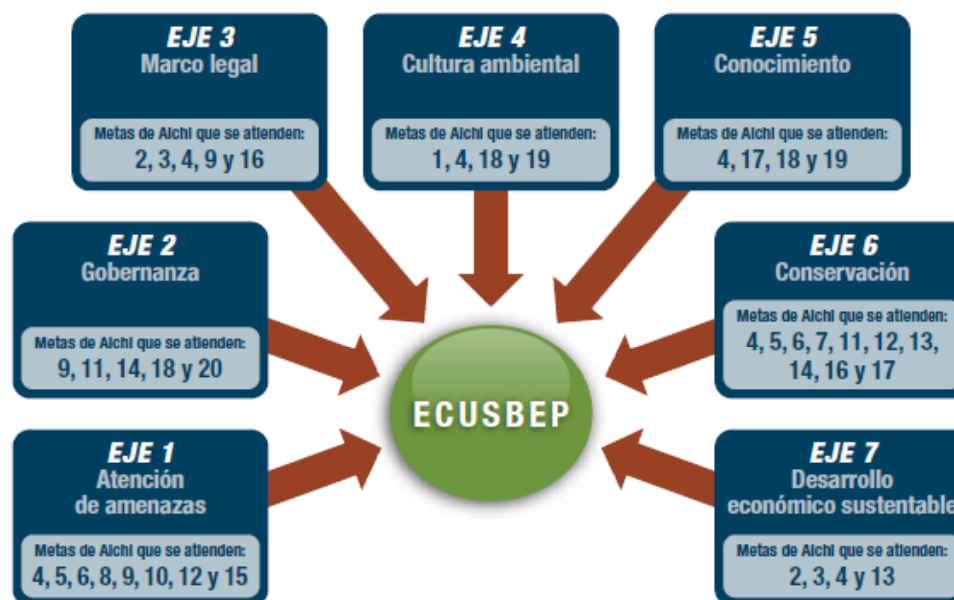 EJE 3
Marco legal
Metas de Aichi que se atienden:
2, 3, 4, 9 y 16
EJE 4
Cultura ambiental
Metas de Aichi que se atienden:
1, 4, 18 y 19
EJE 5
Conocimiento
Metas de Aichi que se atienden:
4, 17, 18 y 19
EJE 2
Gobernanza
Metas de Aichi que se atienden:
9, 11, 14, 18 y 20
EJE 6
Conservación
Metas de Aichi que se atienden:
4, 5, 6, 7, 11, 12, 13,
14, 16 y 17
ECUSBEP
EJE 1
Atención
de amenazas
Metas de Aichi que se atienden:
4, 5, 6, 8, 9, 10, 12 y 15
EJE 7
Desarrollo
económico sustentable
Metas de Aichi que se atienden:
2, 3, 4 y 13